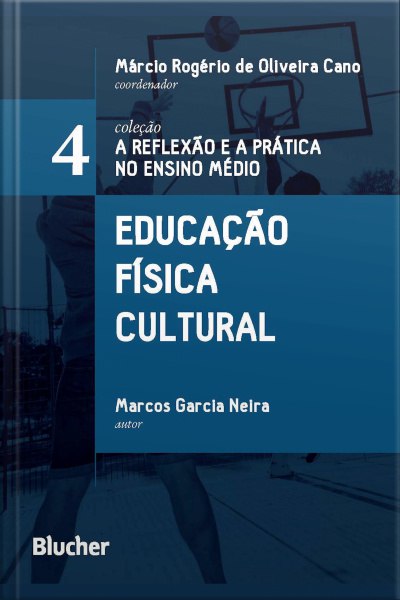 Márcio Rogério de Oliveira Cano
coordenador
4
coleção
A REFLEXÃO E A PRÁTICA
NO ENSINO MÉDIO
EDUCAÇÃO
FÍSICA
CULTURAL
Marcos Garcia Neira
autor
Blucher